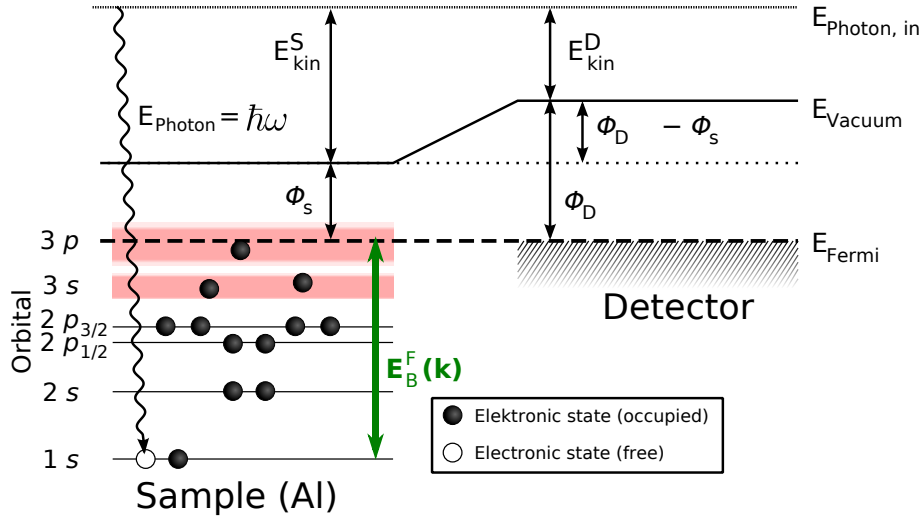 E_Photon, in
E^S_kin
E^D_kin
E_Photon = ħω
E_Vacuum
Φ_D − Φ_s
Φ_s
Φ_D
3 p
E_Fermi
3 s
Detector
2 p_3/2
2 p_1/2
Orbital
E^F_B(k)
2 s
Elektronic state (occupied)
Electronic state (free)
1 s
Sample (Al)